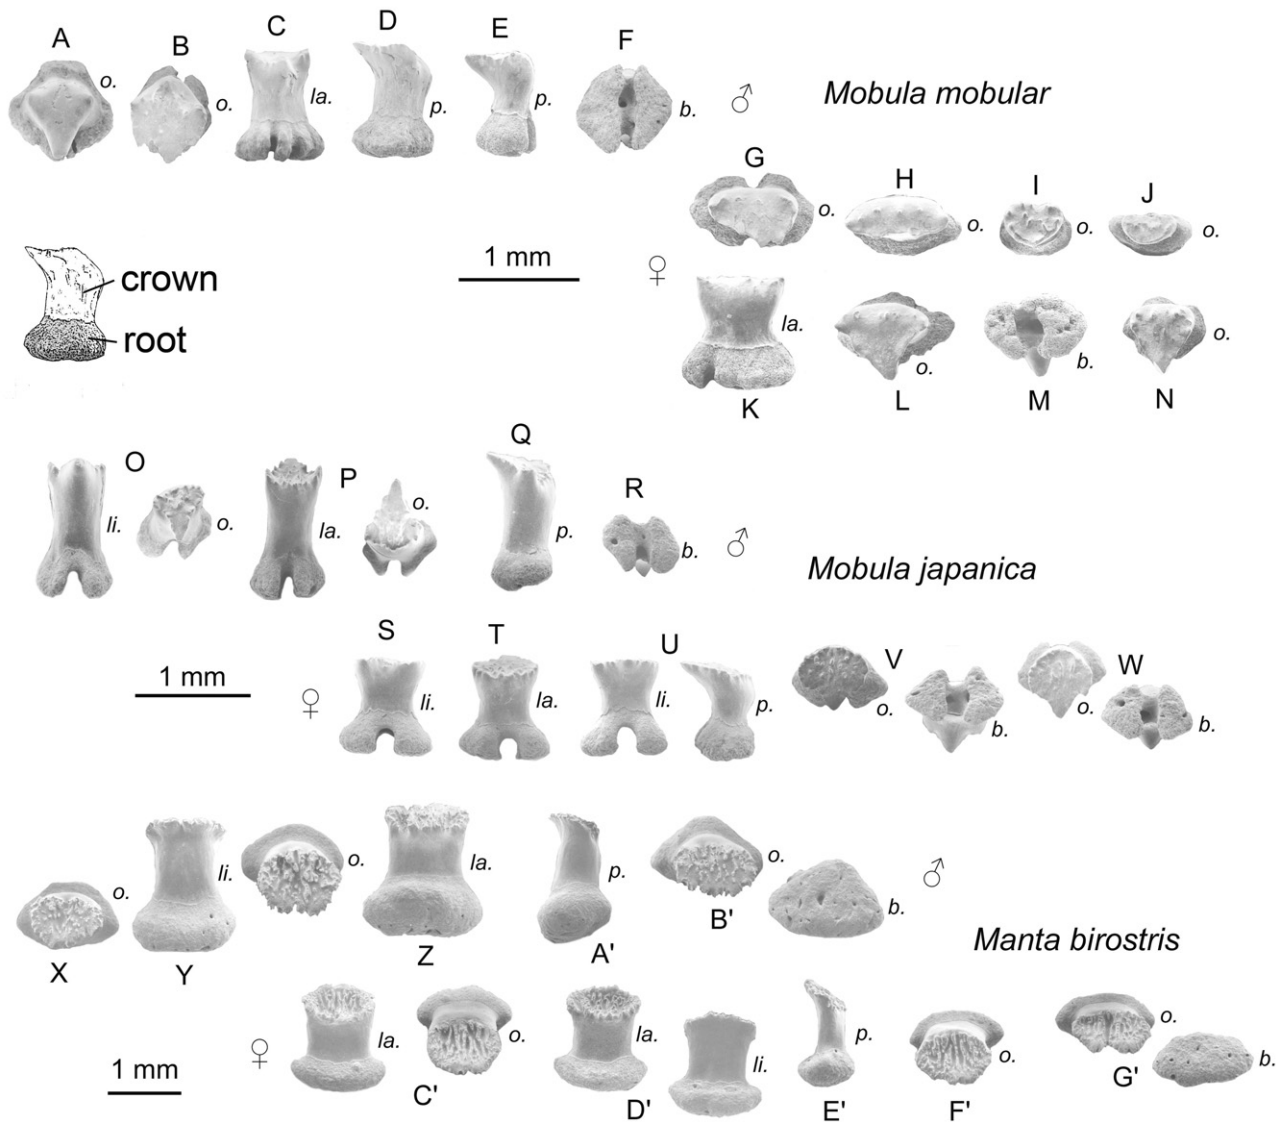 A B C D E F
o. o. la. p. p. b. ♂ Mobula mobular
G H I J
o. o. o. o.
crown
root
1 mm ♀
la. o. b. o.
K L M N
O P Q R
li. o. la. o. p. b. ♂
Mobula japanica
S T U V W
1 mm ♀
li. la. li. p. o. b. o. b.
o. li. o. la. p. o. b. ♂
X Y Z A' B'
Manta birostris
♀ la. o. la. li. p. o. o. b.
1 mm
C' D' E' F' G'